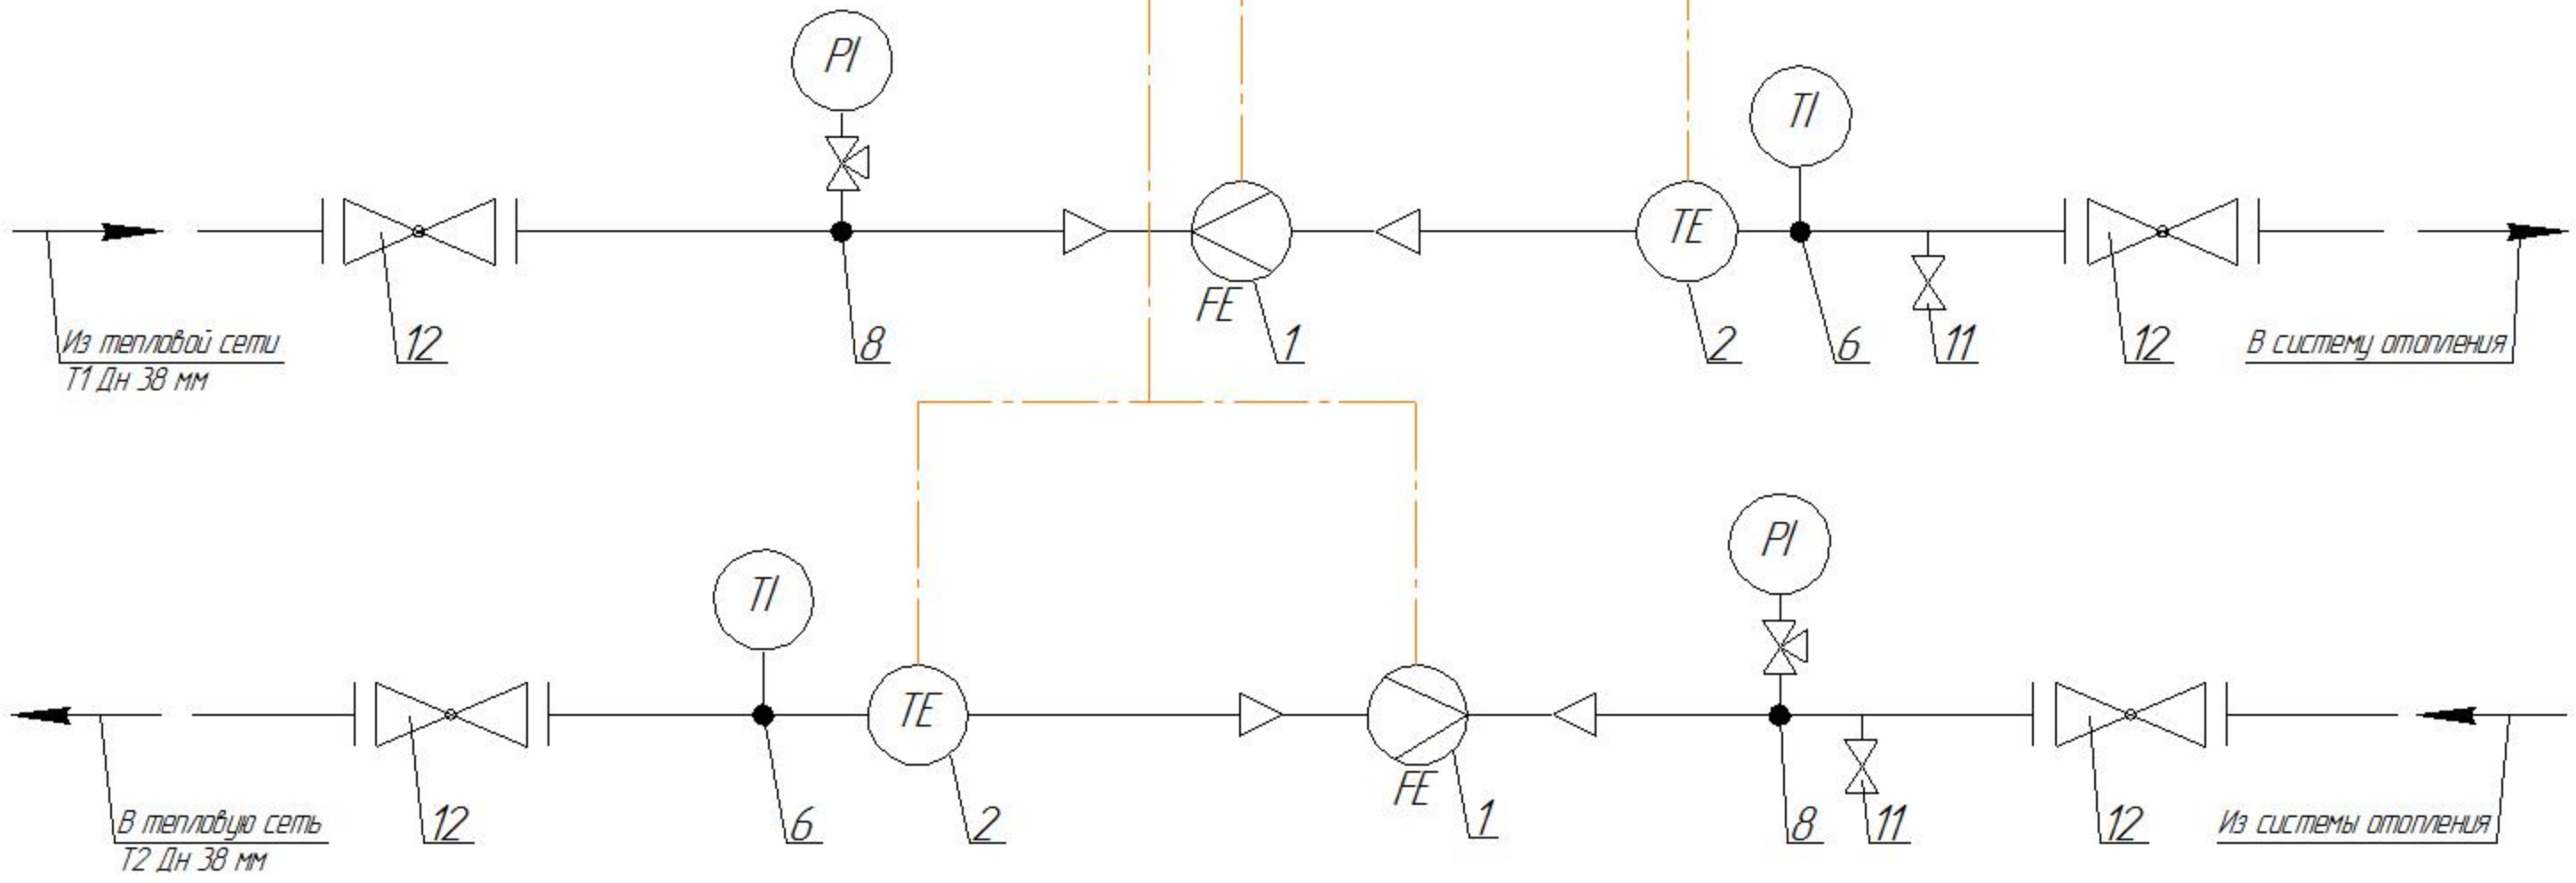 PI
TI
TE
FE
Из тепловой сети
Т1 Дн 38 мм
12
8
1
2
6
11
12
В систему отопления
PI
TI
TE
FE
В тепловую сеть
Т2 Дн 38 мм
12
6
2
1
8
11
12
Из системы отопления